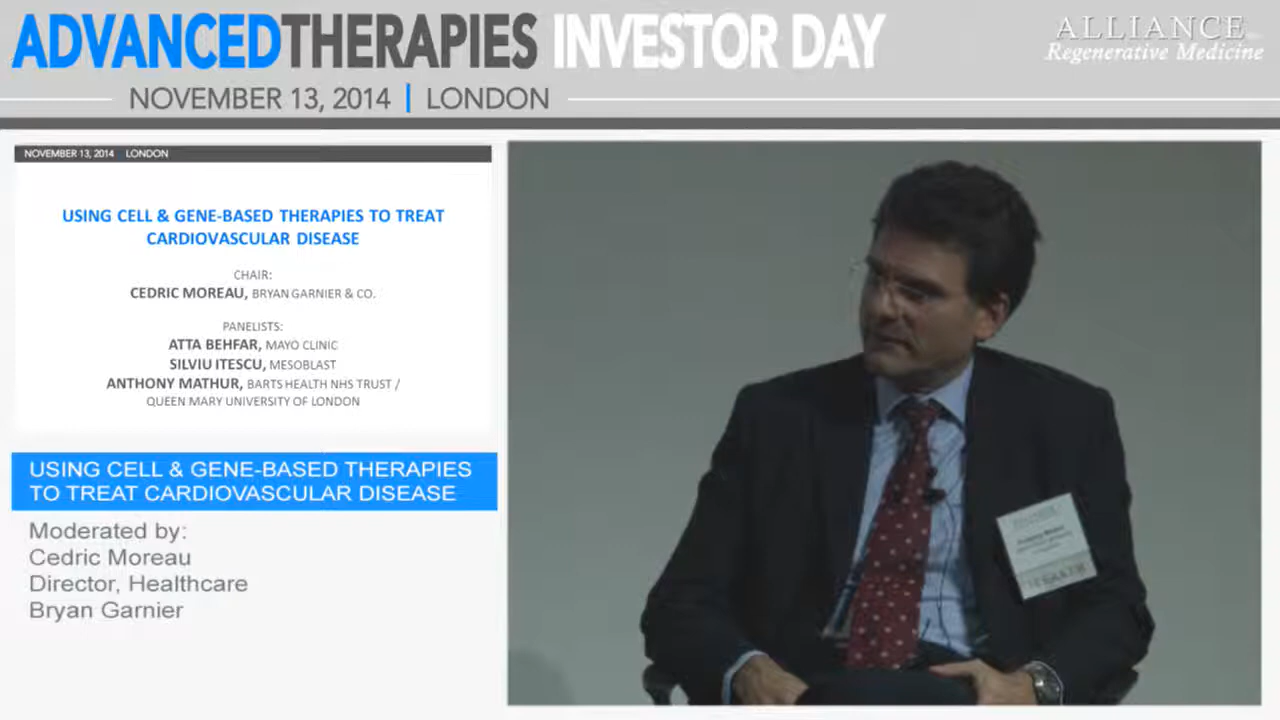 ADVANCEDTHERAPIES INVESTOR DAY
NOVEMBER 13, 2014 | LONDON
ALLIANCE
Regenerative Medicine
NOVEMBER 13, 2014 LONDON
USING CELL & GENE-BASED THERAPIES TO TREAT
CARDIOVASCULAR DISEASE
CHAIR:
CEDRIC MOREAU, BRYAN GARNIER & CO.
PANELISTS:
ATTA BEHFAR, MAYO CLINIC
SILVIU ITESCU, MESOBLAST
ANTHONY MATHUR, BARTS HEALTH NHS TRUST /
QUEEN MARY UNIVERSITY OF LONDON
USING CELL & GENE-BASED THERAPIES
TO TREAT CARDIOVASCULAR DISEASE
Moderated by:
Cedric Moreau
Director, Healthcare
Bryan Garnier